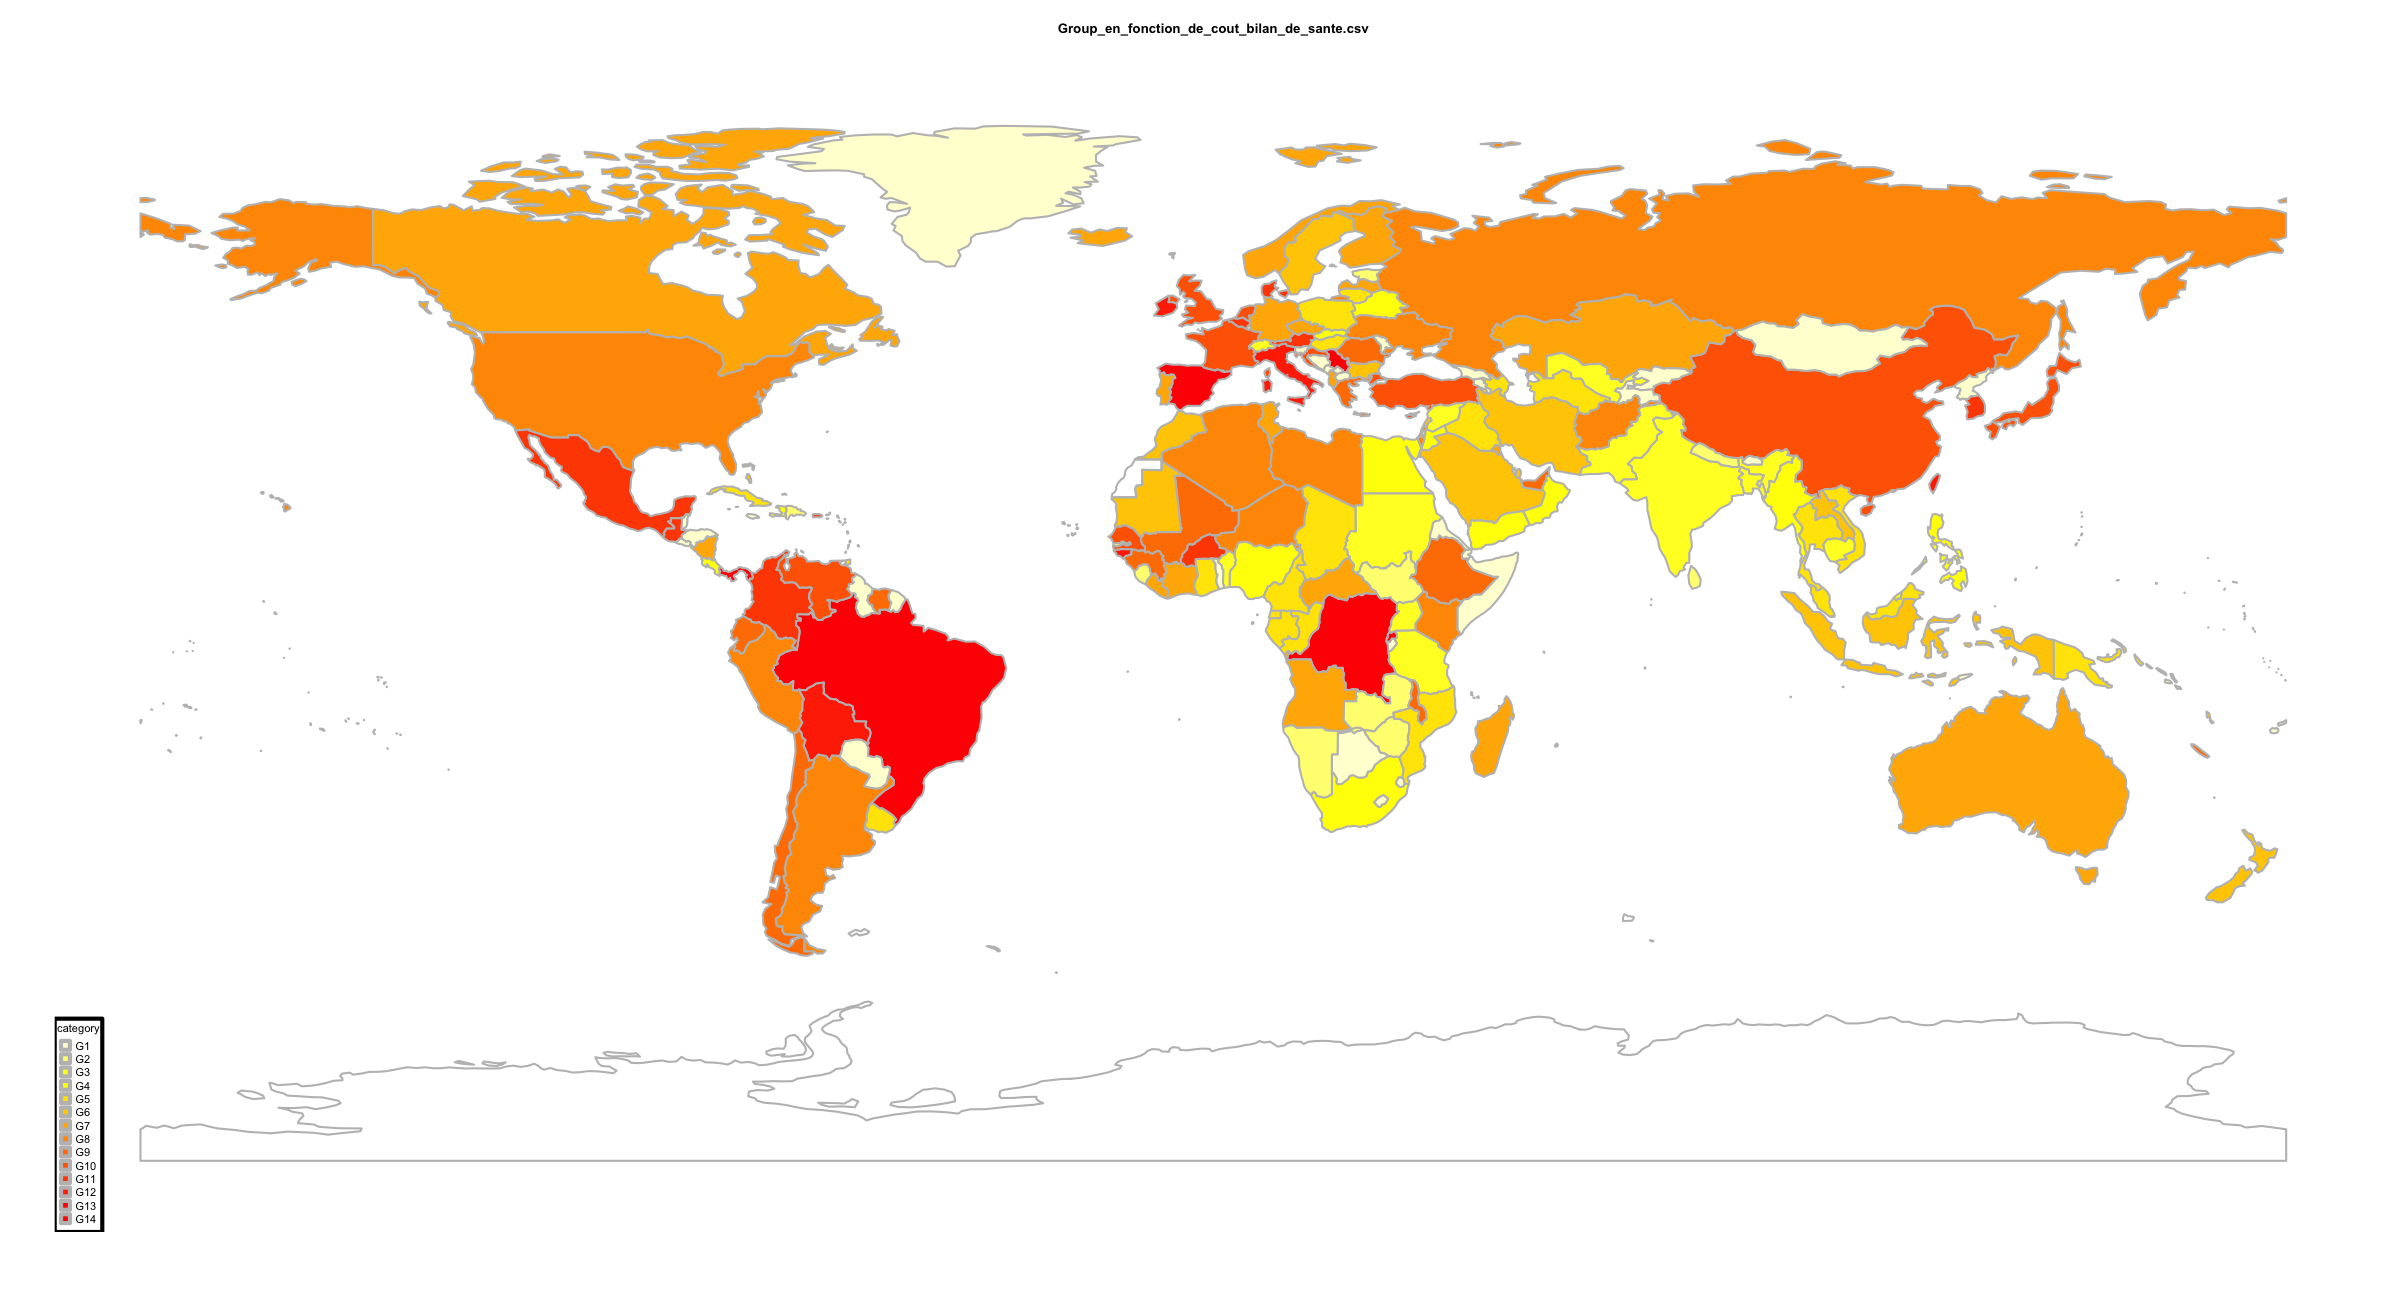 Group_en_fonction_de_cout_bilan_de_sante.csv
category
G1
G2
G3
G4
G5
G6
G7
G8
G9
G10
G11
G12
G13
G14